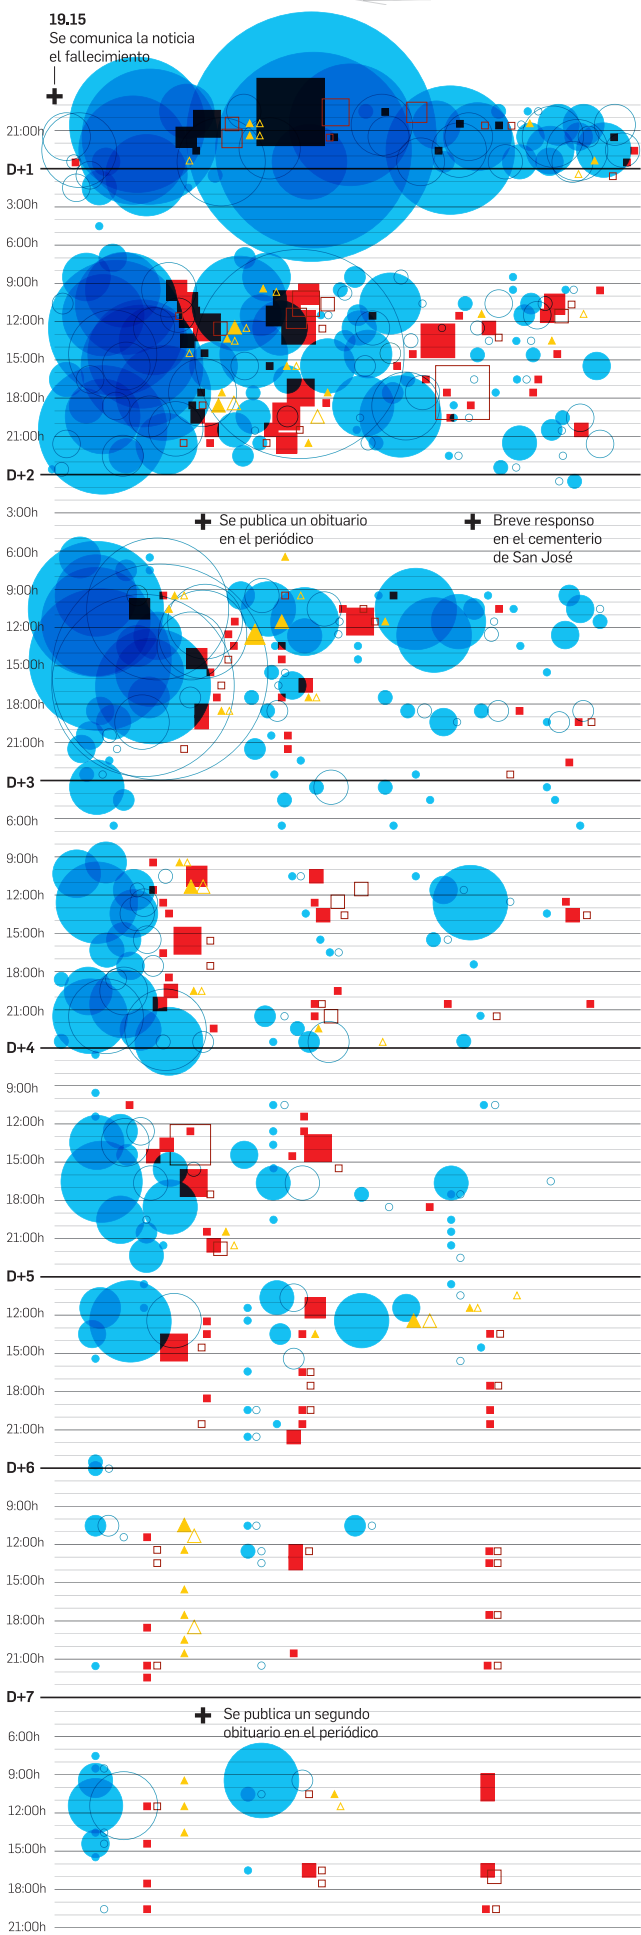 19.15
Se comunica la noticia
el fallecimiento
21:00h
D+1
3:00h
6:00h
9:00h
12:00h
15:00h
18:00h
21:00h
D+2
3:00h
Se publica un obituario
en el periódico
Breve responso
en el cementerio
de San José
6:00h
9:00h
12:00h
15:00h
18:00h
21:00h
D+3
6:00h
9:00h
12:00h
15:00h
18:00h
21:00h
D+4
9:00h
12:00h
15:00h
18:00h
21:00h
D+5
12:00h
15:00h
18:00h
21:00h
D+6
9:00h
12:00h
15:00h
18:00h
21:00h
D+7
Se publica un segundo
obituario en el periódico
6:00h
9:00h
12:00h
15:00h
18:00h
21:00h